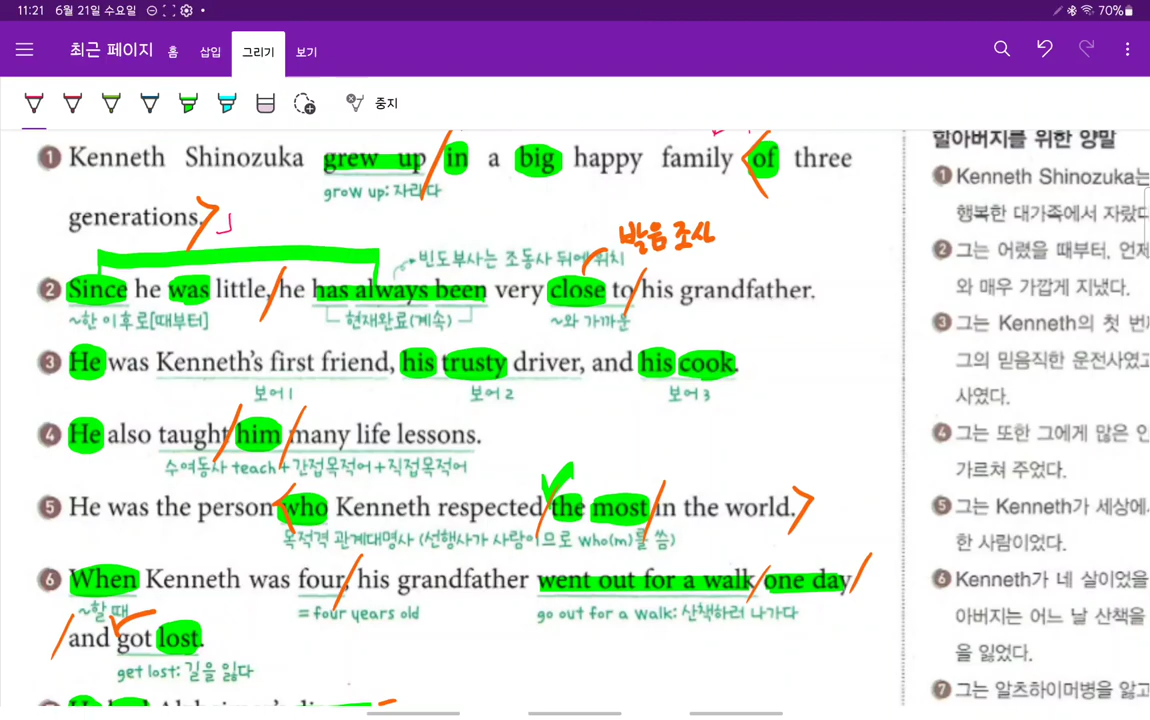 11:21 6월 21일 수요일 70%
최근 페이지 홈 삽입 그리기 보기
중지
할아버지를 위한 양말
1 Kenneth Shinozuka grew up in a big happy family of three
grow up: 자라다
generations.
발음 조사
빈도부사는 조동사 뒤에 위치
2 Since he was little, he has always been very close to his grandfather.
~한 이후로[때부터] 현재완료(계속) ~와 가까운
3 He was Kenneth's first friend, his trusty driver, and his cook.
보어1 보어2 보어3
4 He also taught him many life lessons.
수여동사 teach+간접목적어+직접목적어
5 He was the person who Kenneth respected the most in the world.
목적격 관계대명사 (선행사가 사람이므로 who(m)를 씀)
6 When Kenneth was four, his grandfather went out for a walk one day,
~할 때 = four years old go out for a walk: 산책하러 나가다
and got lost.
get lost: 길을 잃다
1 Kenneth Shinozuka는
행복한 대가족에서 자랐다
2 그는 어렸을 때부터, 언제
와 매우 가깝게 지냈다.
3 그는 Kenneth의 첫 번
그의 믿음직한 운전사였고
사였다.
4 그는 또한 그에게 많은 인
가르쳐 주었다.
5 그는 Kenneth가 세상에
한 사람이었다.
6 Kenneth가 네 살이었을
아버지는 어느 날 산책을
을 잃었다.
7 그는 알츠하이머병을 앓고